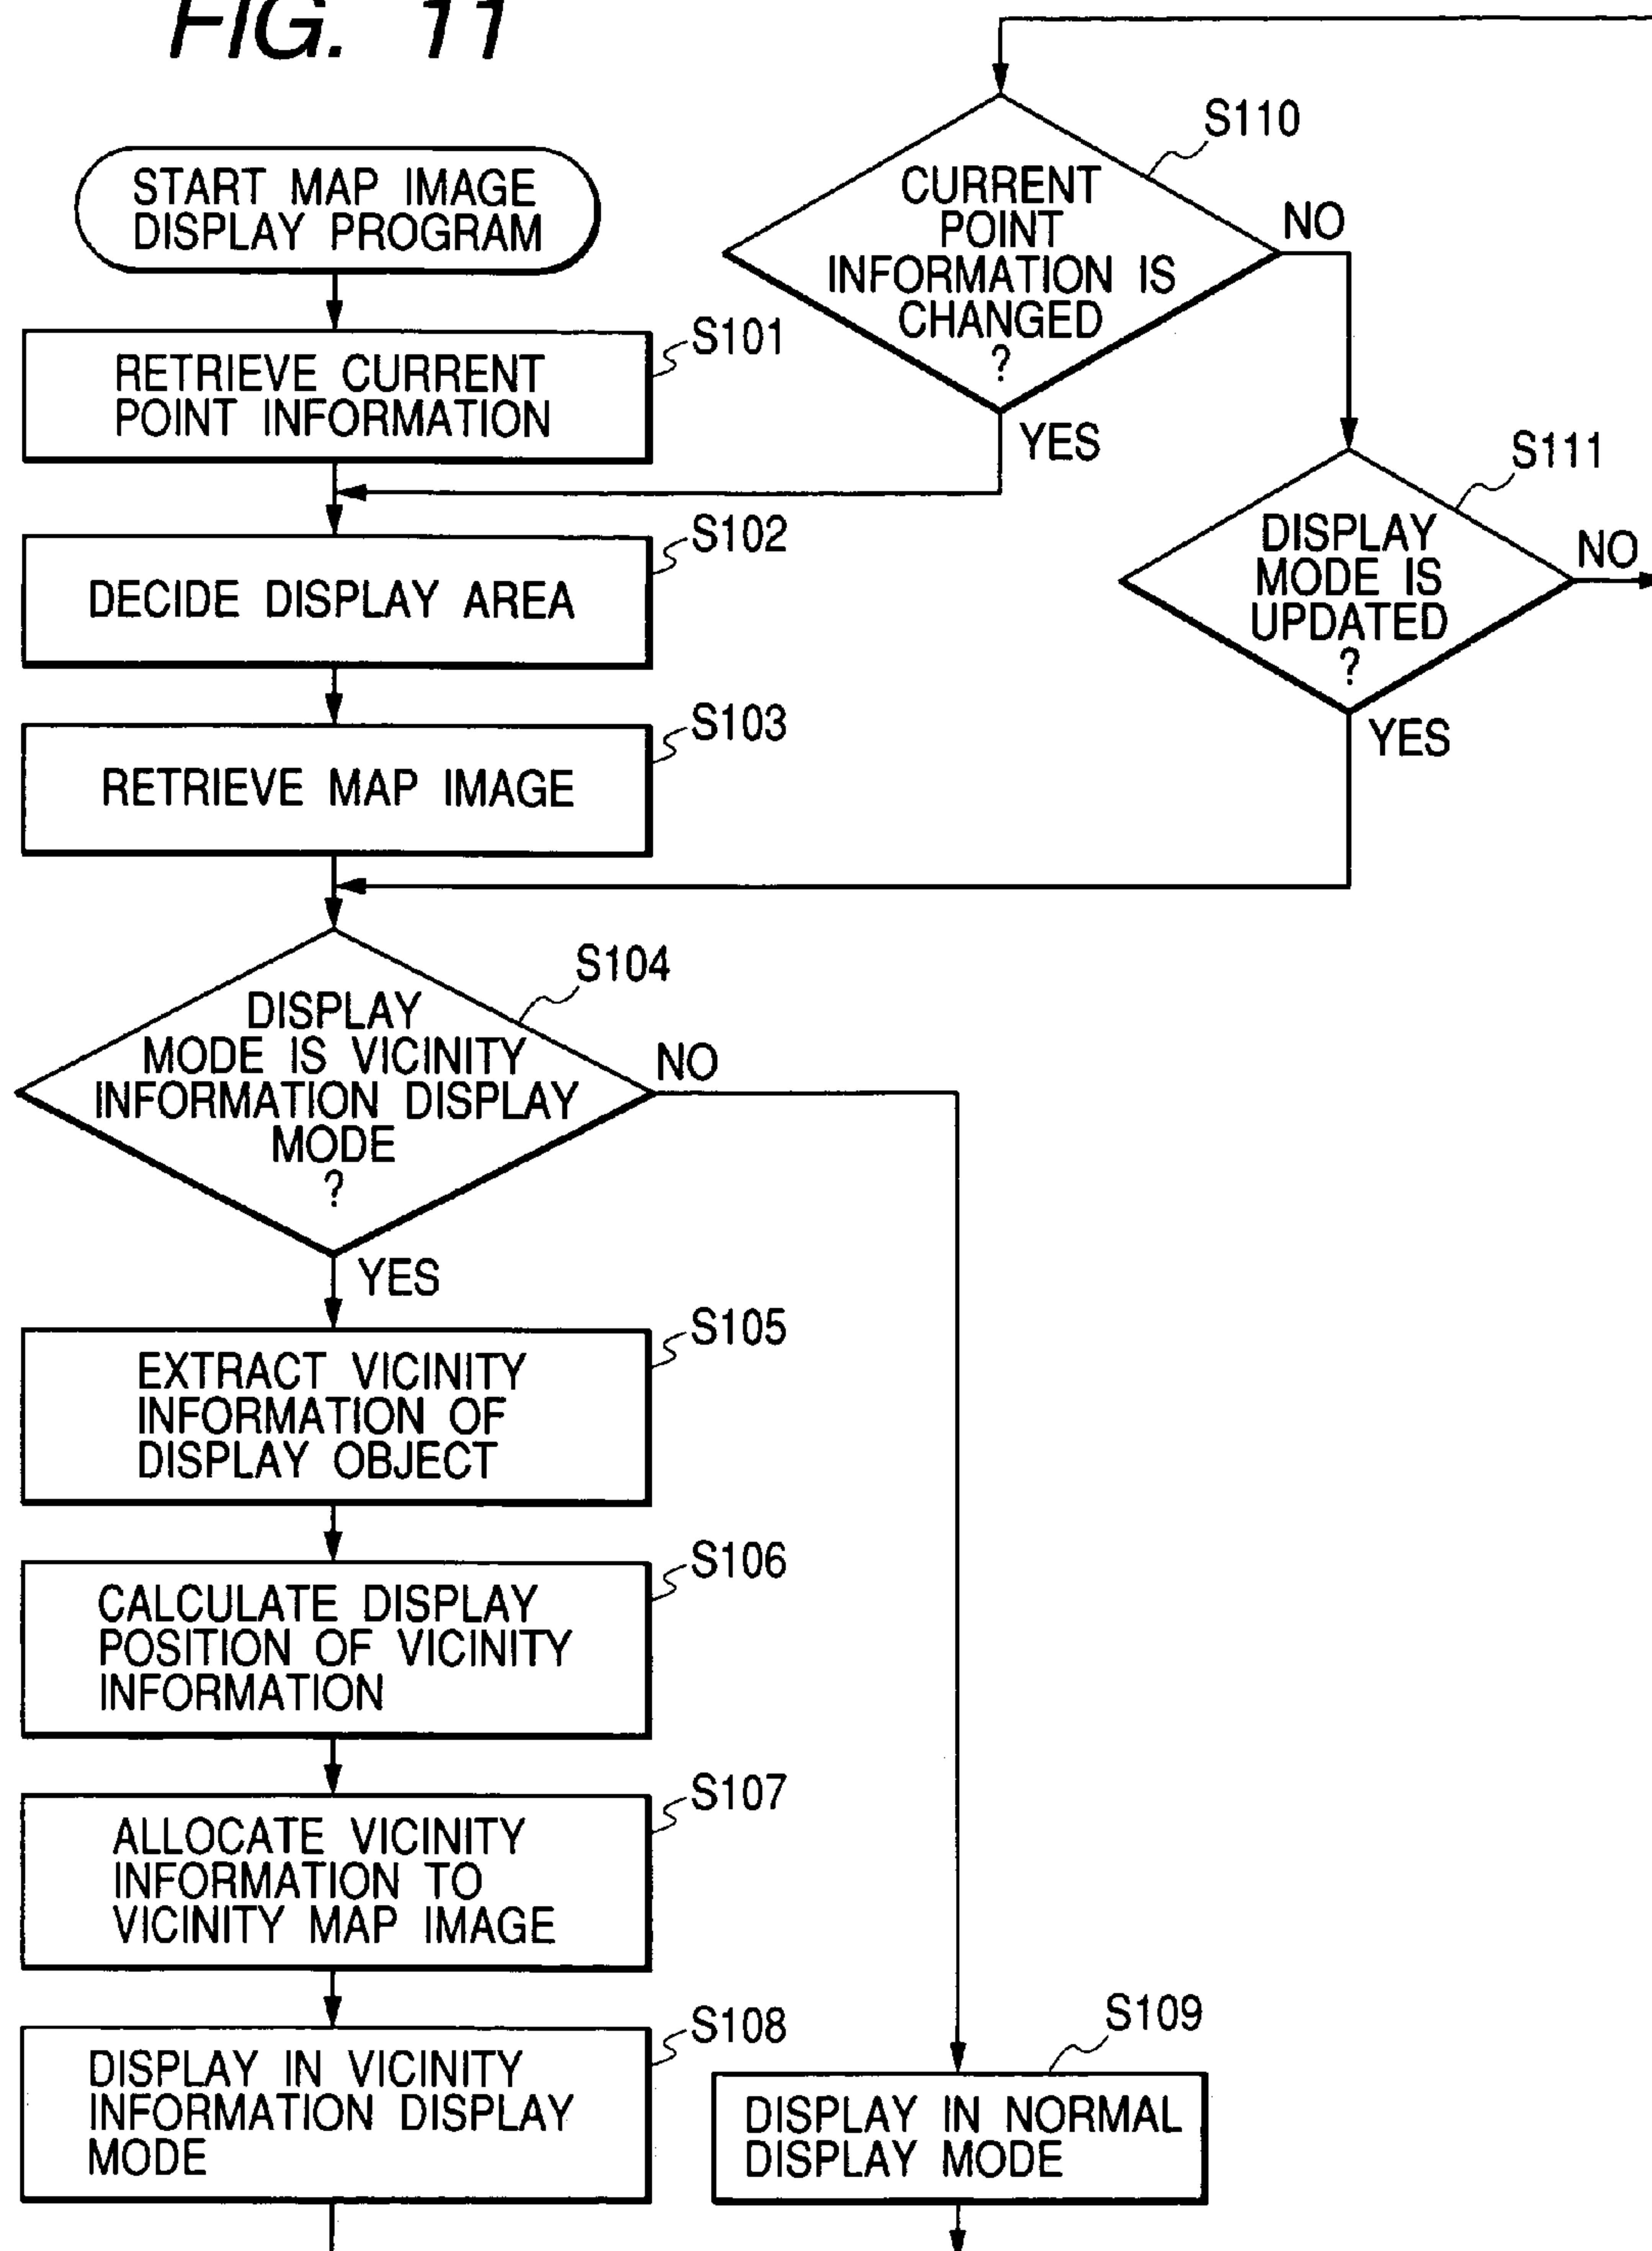 FIG. 11
START MAP IMAGE
DISPLAY PROGRAM
S101
RETRIEVE CURRENT
POINT INFORMATION
S102
DECIDE DISPLAY AREA
S103
RETRIEVE MAP IMAGE
S104
DISPLAY
MODE IS VICINITY
INFORMATION DISPLAY
MODE
?
NO
YES
S105
EXTRACT VICINITY
INFORMATION OF
DISPLAY OBJECT
S106
CALCULATE DISPLAY
POSITION OF VICINITY
INFORMATION
S107
ALLOCATE VICINITY
INFORMATION TO
VICINITY MAP IMAGE
S108
DISPLAY IN VICINITY
INFORMATION DISPLAY
MODE
S109
DISPLAY IN NORMAL
DISPLAY MODE
S110
CURRENT
POINT
INFORMATION IS
CHANGED
?
NO
YES
S111
DISPLAY
MODE IS
UPDATED
?
NO
YES